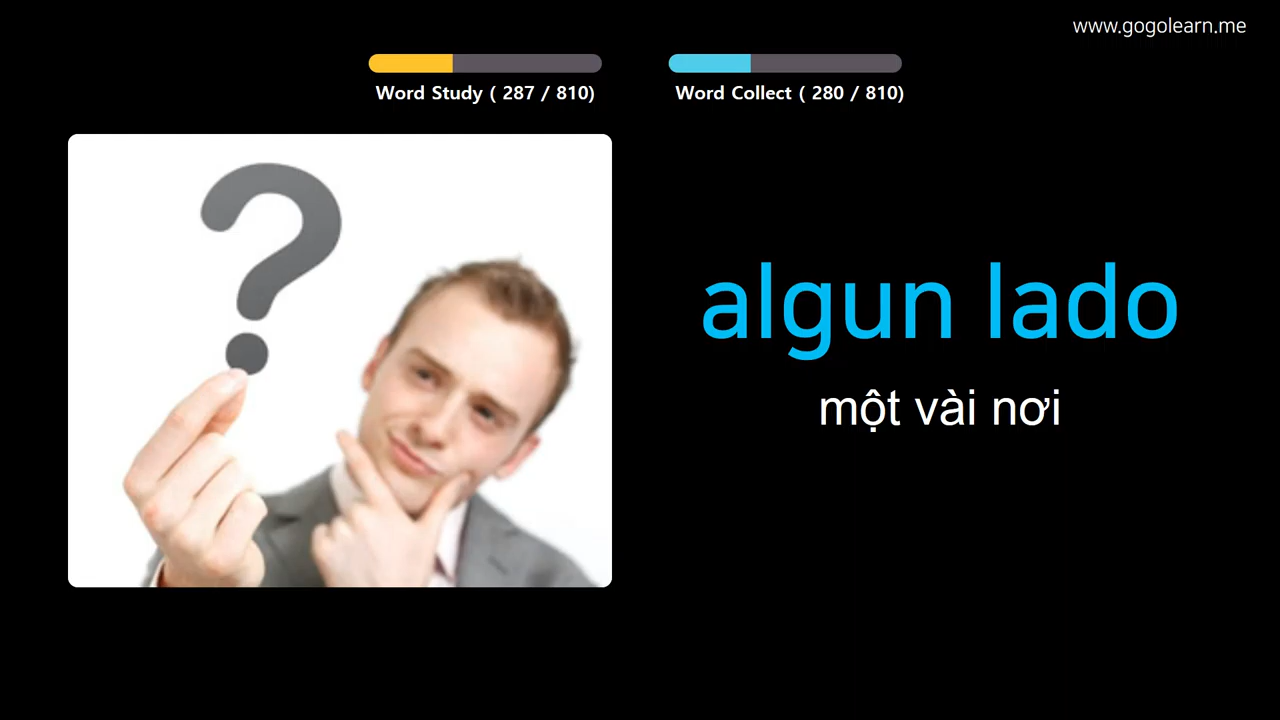 www.gogolearn.me
Word Study ( 287 / 810)
Word Collect ( 280 / 810)
?
algun lado
một vài nơi